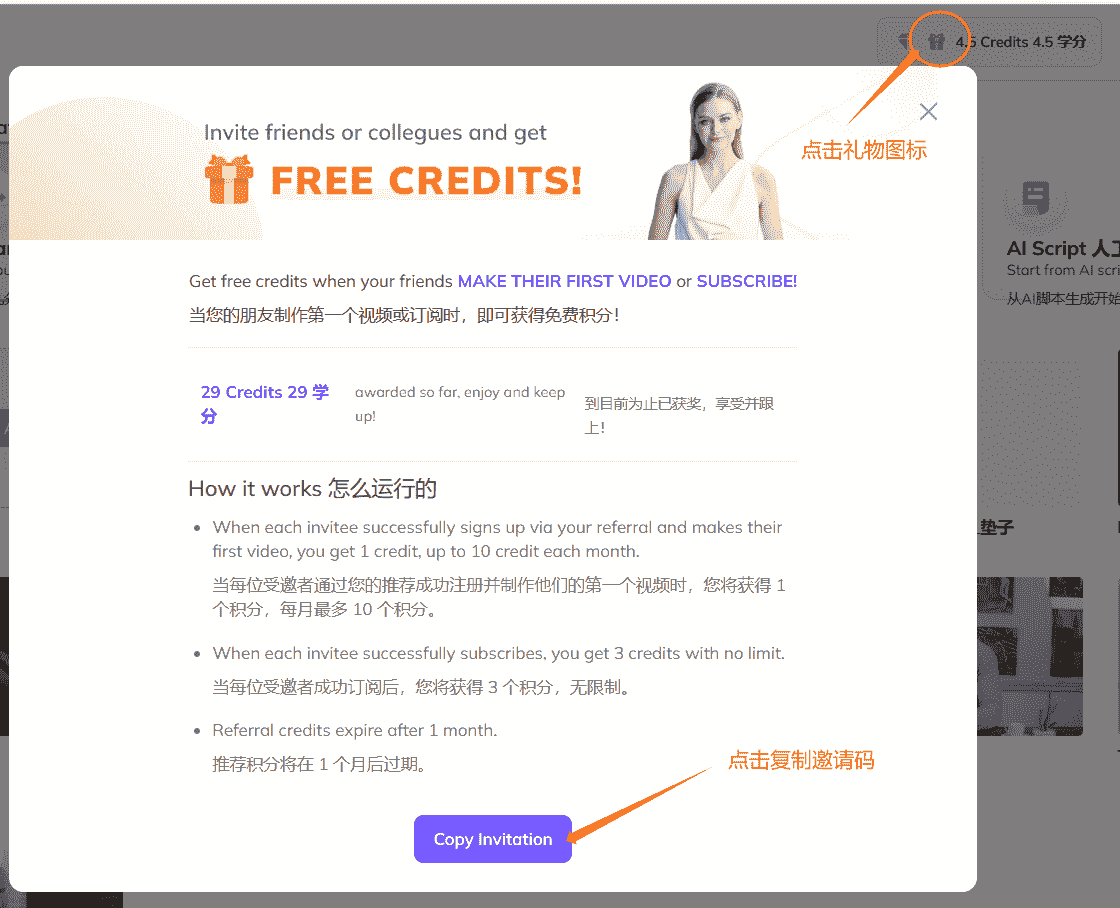 4.5 Credits 4.5 学分
Invite friends or collegues and get
FREE CREDITS!
点击礼物图标
AI Script 人工
Start from AI scri
从AI脚本生成开始
Get free credits when your friends MAKE THEIR FIRST VIDEO or SUBSCRIBE!
当您的朋友制作第一个视频或订阅时，即可获得免费积分！
29 Credits 29 学
分
awarded so far, enjoy and keep
up!
到目前为止已获奖，享受并跟
上！
How it works 怎么运行的
When each invitee successfully signs up via your referral and makes their
first video, you get 1 credit, up to 10 credit each month.
当每位受邀者通过您的推荐成功注册并制作他们的第一个视频时，您将获得 1
个积分，每月最多 10 个积分。
垫子
When each invitee successfully subscribes, you get 3 credits with no limit.
当每位受邀者成功订阅后，您将获得 3 个积分，无限制。
Referral credits expire after 1 month.
推荐积分将在 1 个月后过期。
点击复制邀请码
Copy Invitation